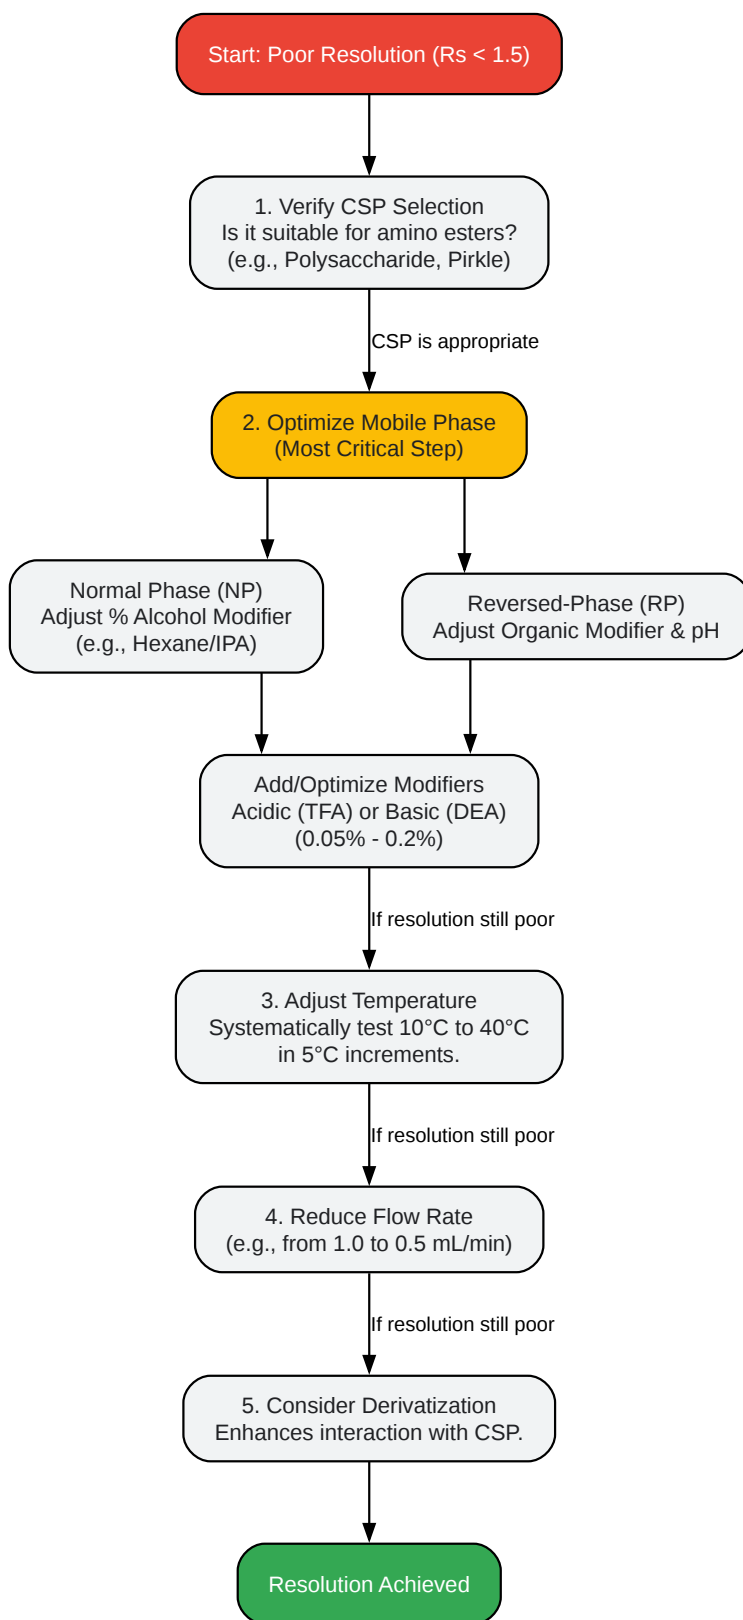 Start: Poor Resolution (Rs < 1.5)
1. Verify CSP Selection
Is it suitable for amino esters?
(e.g., Polysaccharide, Pirkle)
CSP is appropriate
2. Optimize Mobile Phase
(Most Critical Step)
Normal Phase (NP)
Adjust % Alcohol Modifier
(e.g., Hexane/IPA)
Reversed-Phase (RP)
Adjust Organic Modifier & pH
Add/Optimize Modifiers
Acidic (TFA) or Basic (DEA)
(0.05% - 0.2%)
If resolution still poor
3. Adjust Temperature
Systematically test 10°C to 40°C
in 5°C increments.
If resolution still poor
4. Reduce Flow Rate
(e.g., from 1.0 to 0.5 mL/min)
If resolution still poor
5. Consider Derivatization
Enhances interaction with CSP.
Resolution Achieved